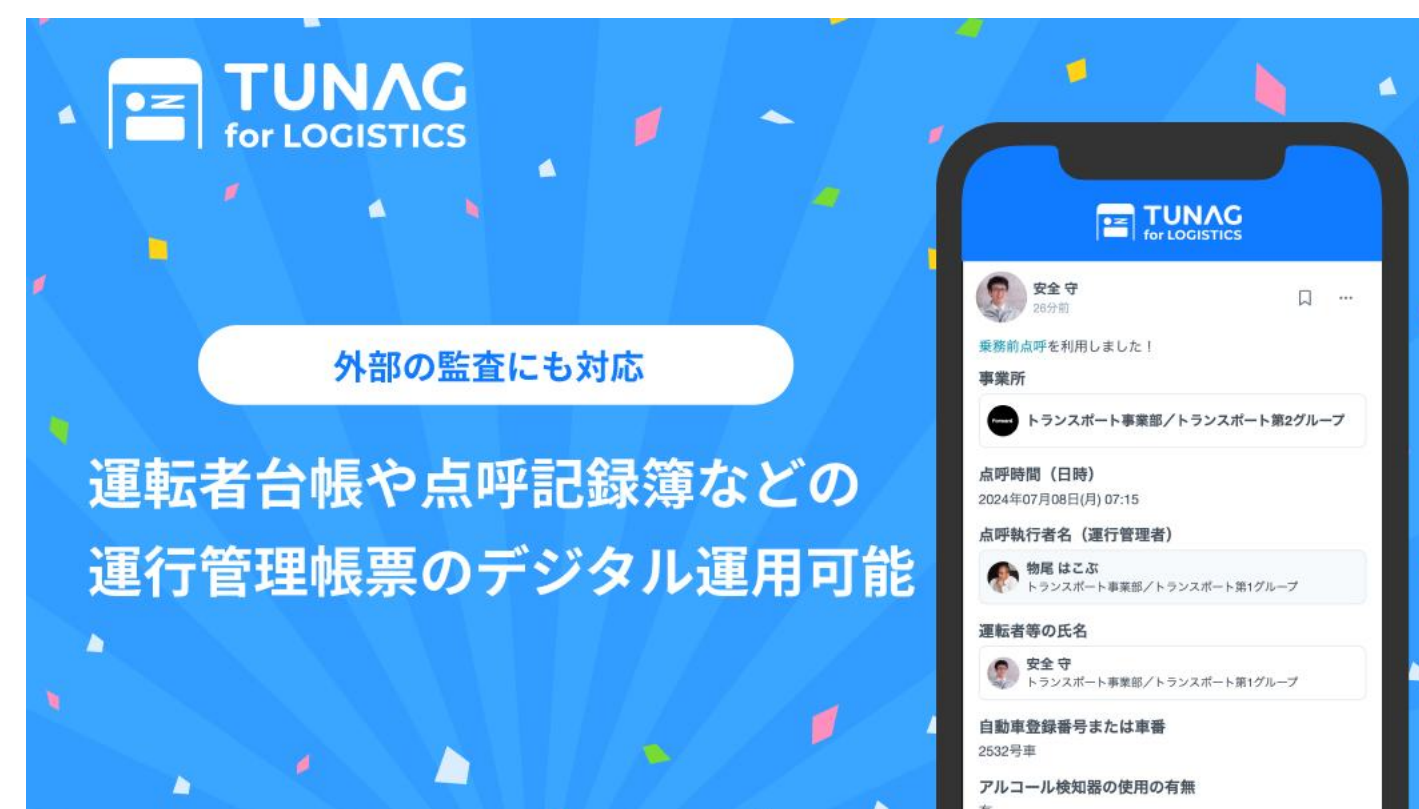 TUNAG
for LOGISTICS
外部の監査にも対応
運転者台帳や点呼記録簿などの
運行管理帳票のデジタル運用可能
TUNAG
for LOGISTICS
安全 守
26分前
乗務前点呼を利用しました!
事業所
トランスポート事業部／トランスポート第2グループ
点呼時間（日時）
2024年07月08日(月) 07:15
点呼執行者名（運行管理者）
物尾 はこぶ
トランスポート事業部／トランスポート第1グループ
運転者等の氏名
安全 守
トランスポート事業部／トランスポート第1グループ
自動車登録番号または車番
2532号車
アルコール検知器の使用の有無